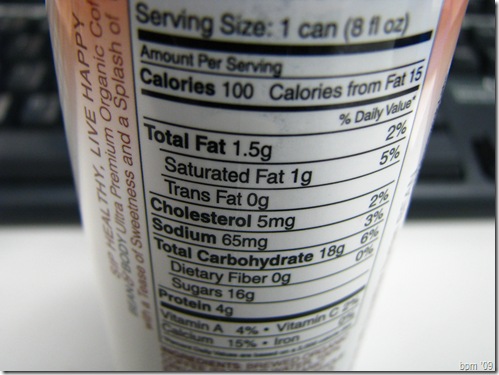 SIP HEALTHY, LIVE HAPPY
Ultra Premium Organic Cof
with a Tease of Sweetness and a Splash of
Serving Size: 1 can (8 fl oz)
Amount Per Serving
Calories 100 Calories from Fat 15
% Daily Value*
Total Fat 1.5g 2%
Saturated Fat 1g 5%
Trans Fat 0g
Cholesterol 5mg 2%
Sodium 65mg 3%
Total Carbohydrate 18g 6%
Dietary Fiber 0g 0%
Sugars 16g
Protein 4g
Vitamin A 4% • Vitamin C
Calcium 15% • Iron
bpm '09